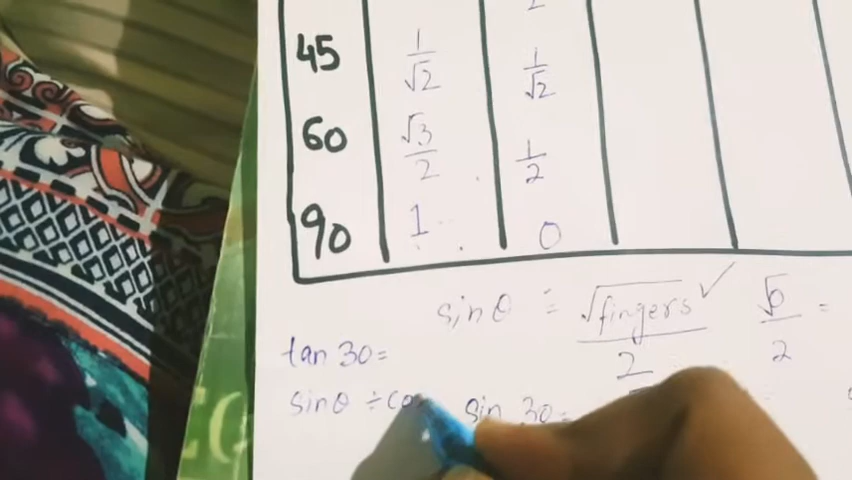 2
45 1/√2 1/√2
60 √3/2 1/2
90 1 0
sinθ = √fingers/2 ✓ √0/2 =
tan 30=
sinθ ÷ co sin 30=